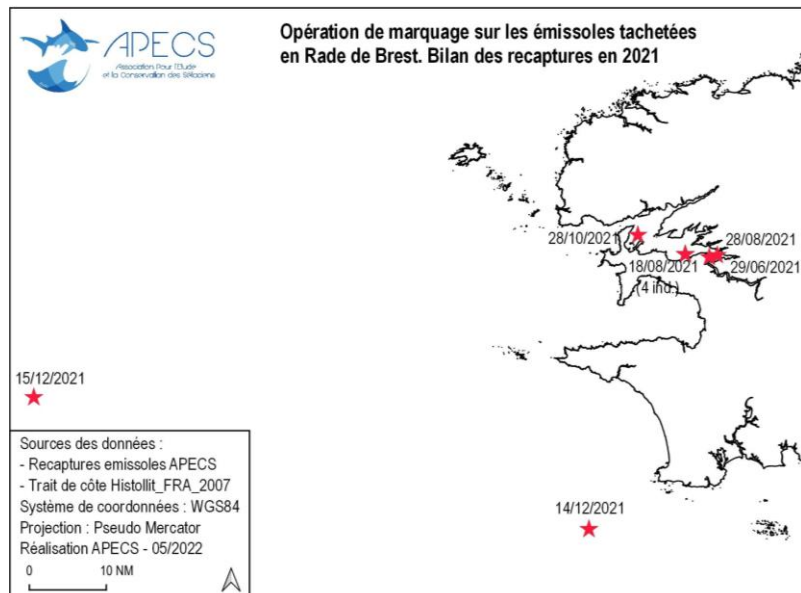 APECS
Association Pour l'Etude
et la Conservation des Sélaciens
Opération de marquage sur les émissoles tachetées
en Rade de Brest. Bilan des recaptures en 2021
28/10/2021
28/08/2021
18/08/2021
29/06/2021
(4 ind.)
15/12/2021
14/12/2021
Sources des données :
- Recaptures emissoles APECS
- Trait de côte Histollit_FRA_2007
Système de coordonnées : WGS84
Projection : Pseudo Mercator
Réalisation APECS - 05/2022
0 10 NM